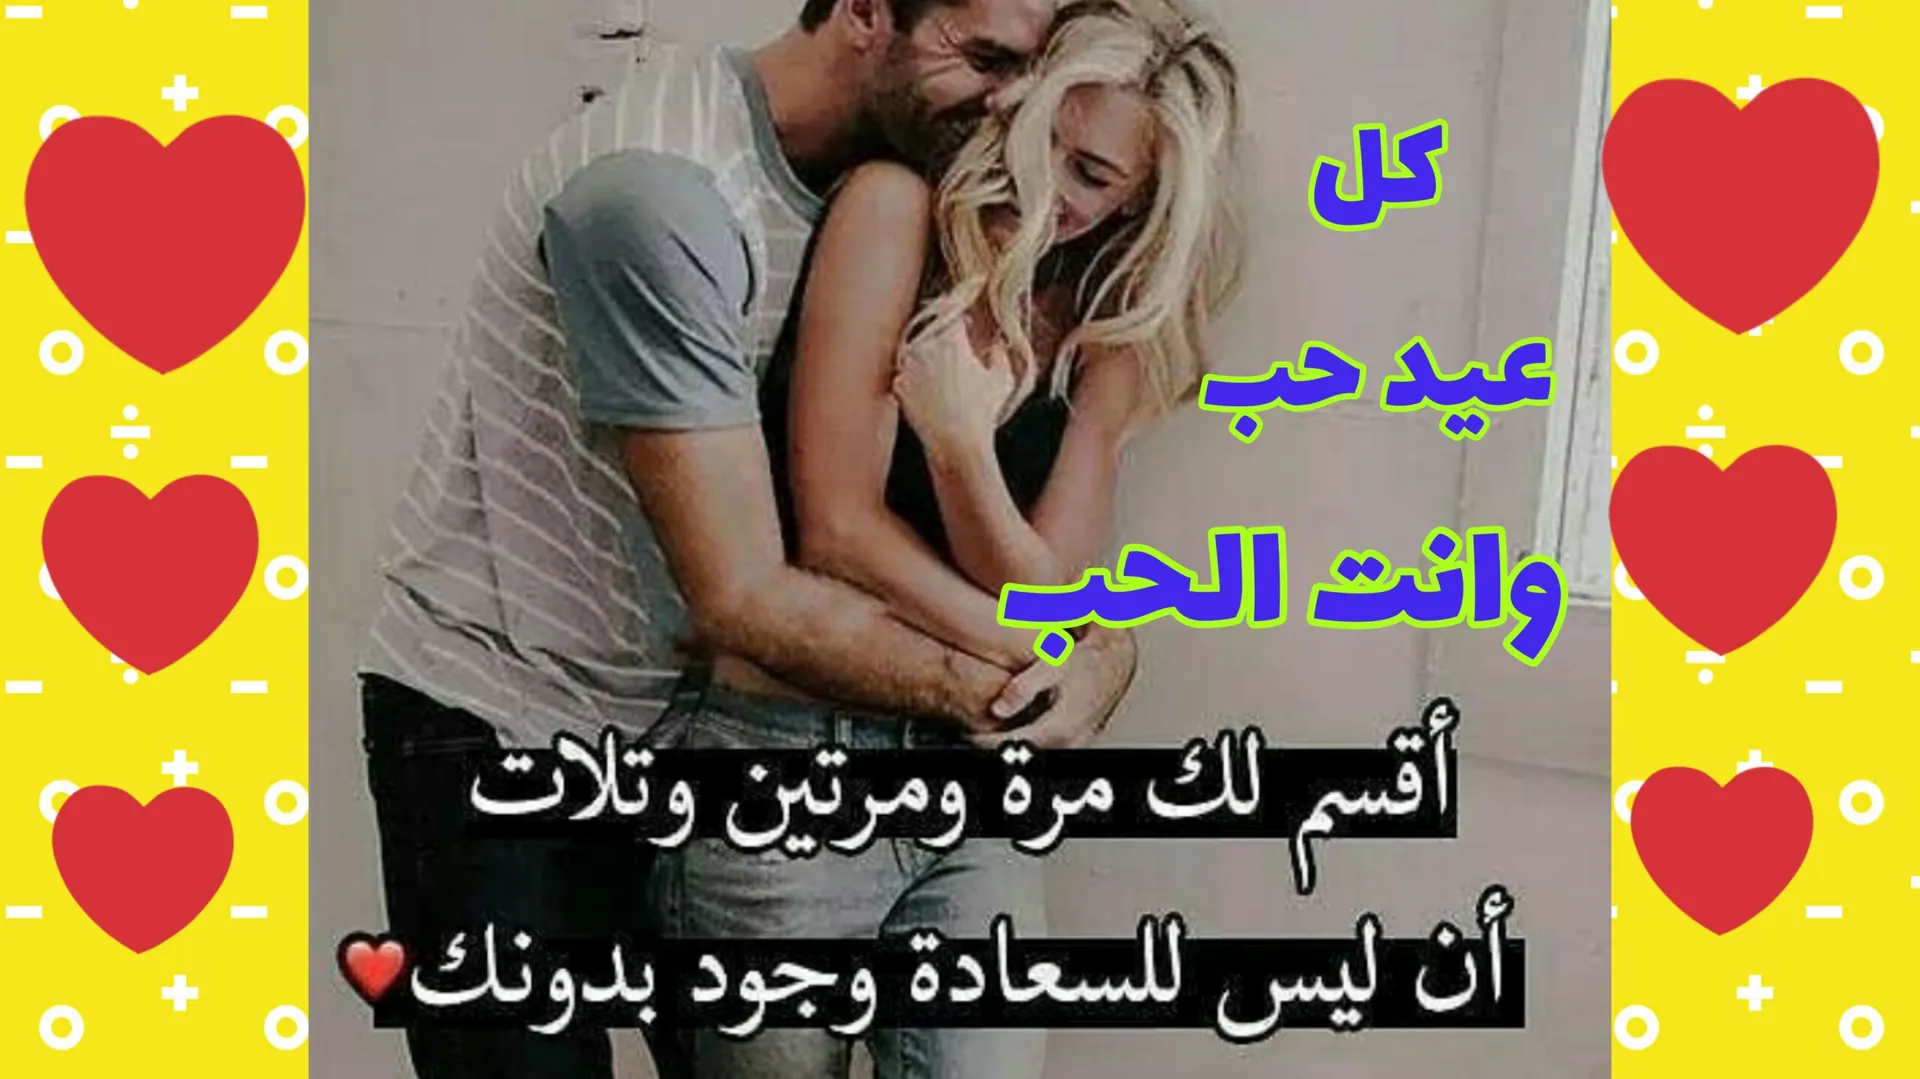 كل
عيد حب
وانت الحب
أقسم لك مرة ومرتين وتلات
أن ليس للسعادة وجود بدونك❤️